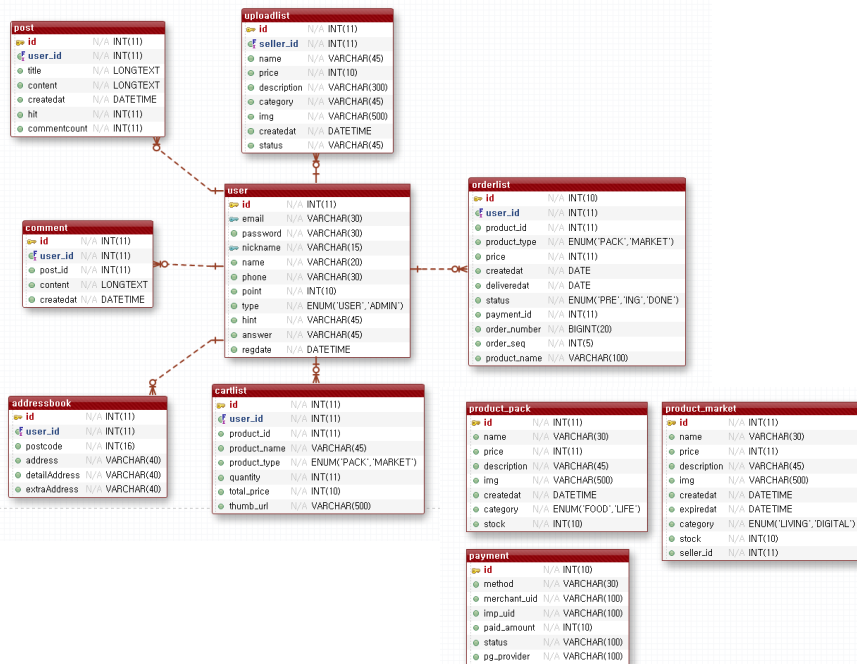 post
id N/A INT(11)
user_id N/A INT(11)
title N/A LONGTEXT
content N/A LONGTEXT
createdat N/A DATETIME
hit N/A INT(11)
commentcount N/A INT(11)
uploadlist
id N/A INT(11)
seller_id N/A INT(11)
name N/A VARCHAR(45)
price N/A INT(10)
description N/A VARCHAR(300)
category N/A VARCHAR(45)
img N/A VARCHAR(500)
createdat N/A DATETIME
status N/A VARCHAR(45)
user
id N/A INT(11)
email N/A VARCHAR(30)
password N/A VARCHAR(30)
nickname N/A VARCHAR(15)
name N/A VARCHAR(20)
phone N/A VARCHAR(30)
point N/A INT(10)
type N/A ENUM('USER','ADMIN')
hint N/A VARCHAR(45)
answer N/A VARCHAR(45)
regdate N/A DATETIME
orderlist
id N/A INT(10)
user_id N/A INT(11)
product_id N/A INT(11)
product_type N/A ENUM('PACK','MARKET')
price N/A INT(11)
createdat N/A DATE
deliveredat N/A DATE
status N/A ENUM('PRE','ING','DONE')
payment_id N/A INT(11)
order_number N/A BIGINT(20)
order_seq N/A INT(5)
product_name N/A VARCHAR(100)
comment
id N/A INT(11)
user_id N/A INT(11)
post_id N/A INT(11)
content N/A LONGTEXT
createdat N/A DATETIME
addressbook
id N/A INT(11)
user_id N/A INT(11)
postcode N/A INT(16)
address N/A VARCHAR(40)
detailAddress N/A VARCHAR(40)
extraAddress N/A VARCHAR(40)
cartlist
id N/A INT(11)
user_id N/A INT(11)
product_id N/A INT(11)
product_name N/A VARCHAR(45)
product_type N/A ENUM('PACK','MARKET')
quantity N/A INT(11)
total_price N/A INT(10)
thumb_url N/A VARCHAR(500)
product_pack
id N/A INT(11)
name N/A VARCHAR(30)
price N/A INT(11)
description N/A VARCHAR(45)
img N/A VARCHAR(500)
createdat N/A DATETIME
category N/A ENUM('FOOD','LIFE')
stock N/A INT(10)
product_market
id N/A INT(11)
name N/A VARCHAR(30)
price N/A INT(11)
description N/A VARCHAR(45)
img N/A VARCHAR(500)
createdat N/A DATETIME
expiredat N/A DATETIME
category N/A ENUM('LIVING','DIGITAL')
stock N/A INT(10)
seller_id N/A INT(11)
payment
id N/A INT(10)
method N/A VARCHAR(30)
merchant_uid N/A VARCHAR(100)
imp_uid N/A VARCHAR(100)
paid_amount N/A INT(10)
status N/A VARCHAR(100)
pg_provider N/A VARCHAR(100)